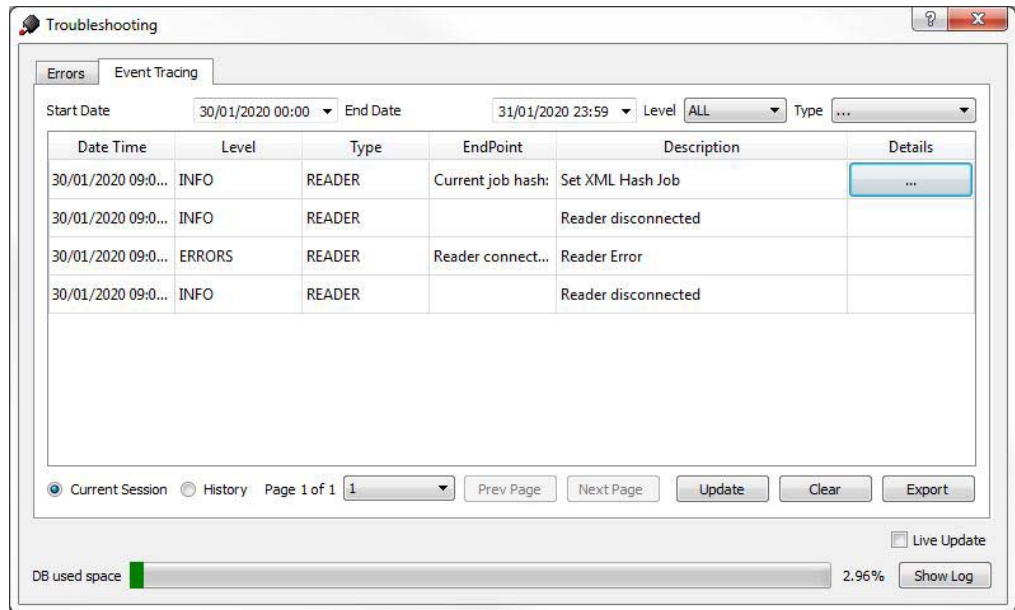 Troubleshooting
Errors Event Tracing
Start Date 30/01/2020 00:00 End Date 31/01/2020 23:59 Level ALL Type ...
Date Time Level Type EndPoint Description Details
30/01/2020 09:0... INFO READER Current job hash: Set XML Hash Job ...
30/01/2020 09:0... INFO READER Reader disconnected
30/01/2020 09:0... ERRORS READER Reader connect... Reader Error
30/01/2020 09:0... INFO READER Reader disconnected
Current Session History Page 1 of 1 1 Prev Page Next Page Update Clear Export
Live Update
DB used space 2.96% Show Log